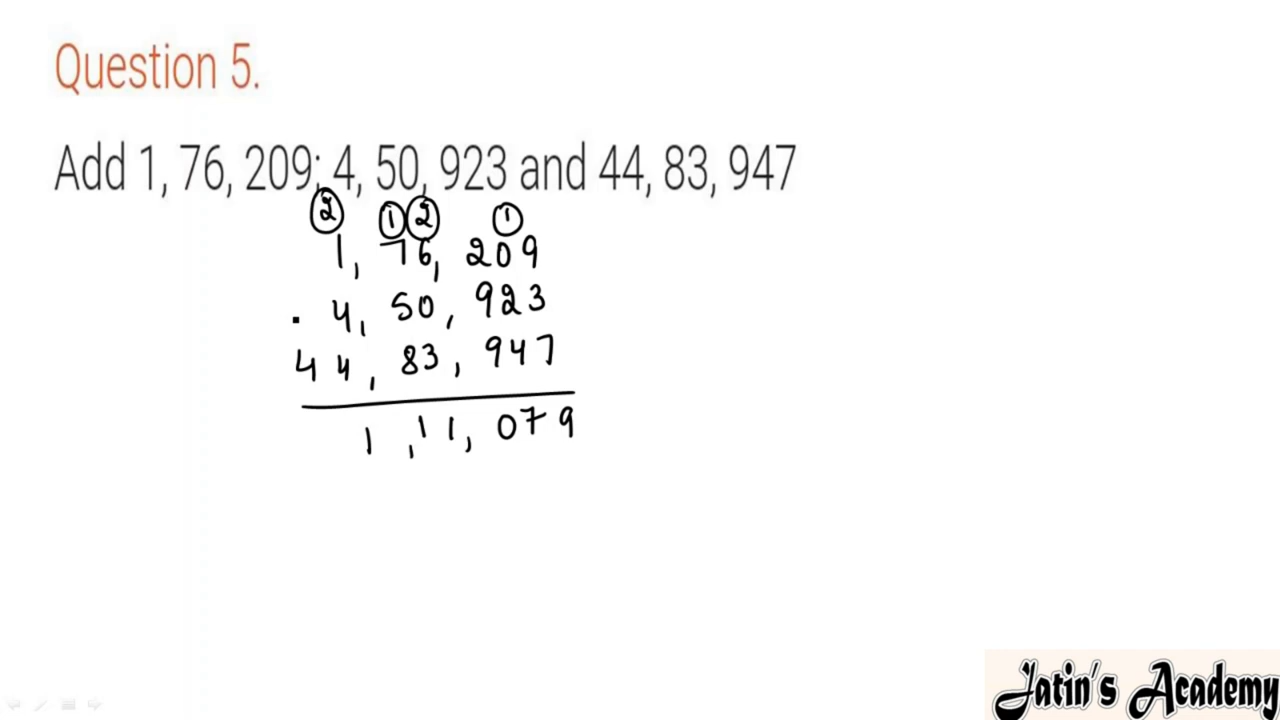 Question 5.
Add 1, 76, 209; 4, 50, 923 and 44, 83, 947
2 1 2 1
1, 76, 209
. 4, 50, 923
44, 83, 947
1, 11, 079
Jatin's Academy